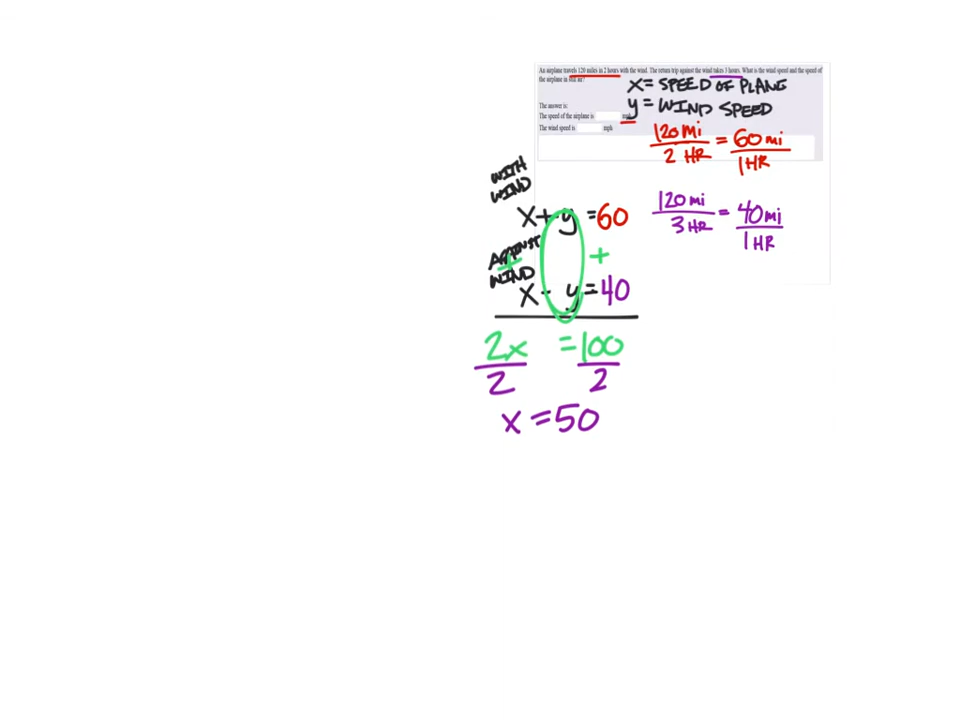 An airplane travels 120 miles in 2 hours with the wind. The return trip against the wind takes 3 hours. What is the wind speed and the speed of
the airplane in still air?
X = SPEED OF PLANE
The answer is:
y = WIND SPEED
The speed of the airplane is mph
The wind speed is mph
120 mi / 2 HR = 60 mi / 1 HR
WITH
WIND
X + y = 60
120 mi / 3 HR = 40 mi / 1 HR
AGAINST
WIND
+ +
X - y = 40
2x = 100
2 2
x = 50